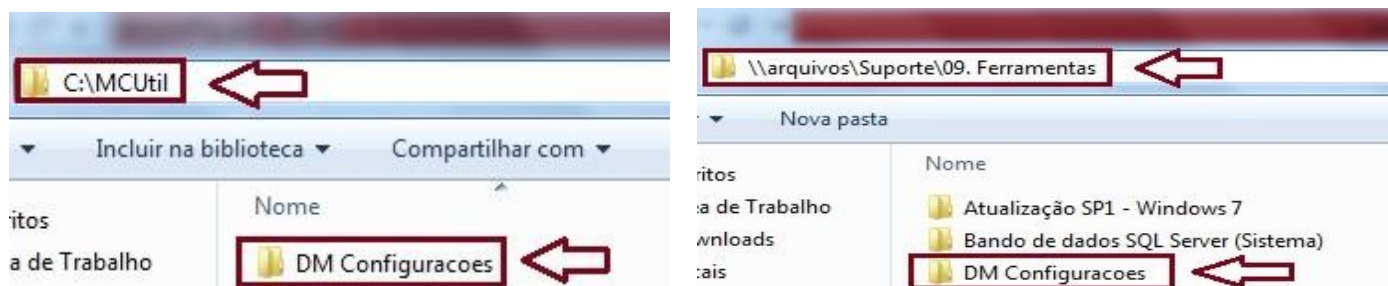 C:\MCUtil
Incluir na biblioteca Compartilhar com
Nome
itos
a de Trabalho
DM Configuracoes
\\arquivos\Suporte\09. Ferramentas
Nova pasta
Nome
ritos
a de Trabalho
Atualização SP1 - Windows 7
wnloads
Bando de dados SQL Server (Sistema)
cais
DM Configuracoes